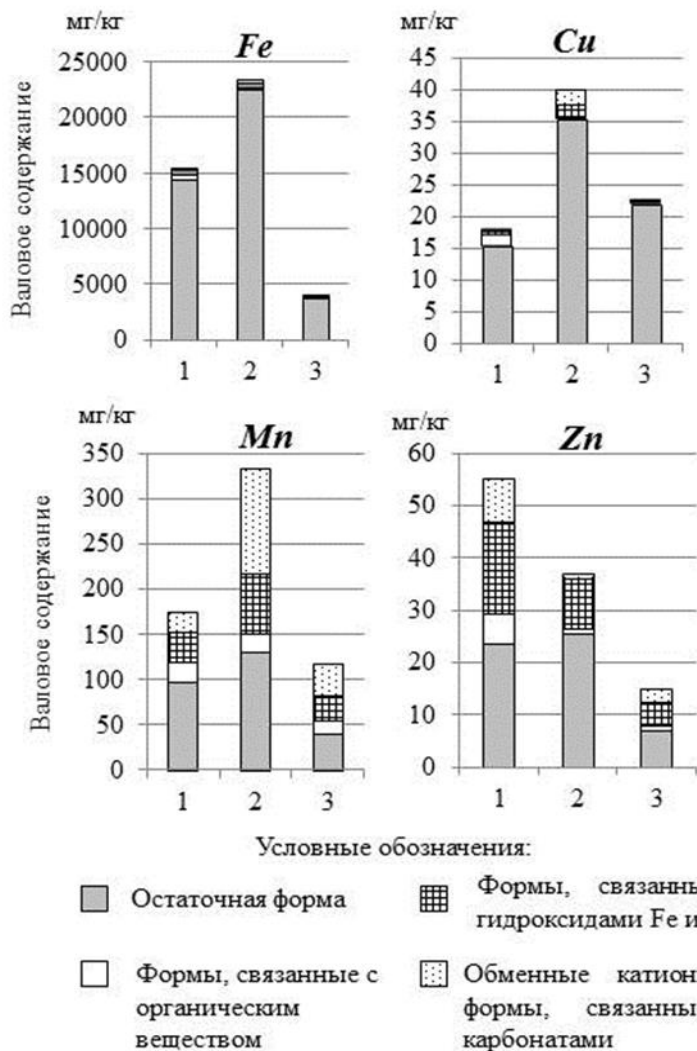 мг/кг
Fe
Валовое содержание
25000
20000
15000
10000
5000
0
1 2 3
мг/кг
Cu
45
40
35
30
25
20
15
10
5
0
1 2 3
мг/кг
Mn
Валовое содержание
350
300
250
200
150
100
50
0
1 2 3
мг/кг
Zn
60
50
40
30
20
10
0
1 2 3
Условные обозначения:
Остаточная форма
Формы, связанны
гидроксидами Fe и
Формы, связанные с
органическим
веществом
Обменные катион
формы, связанны
карбонатами